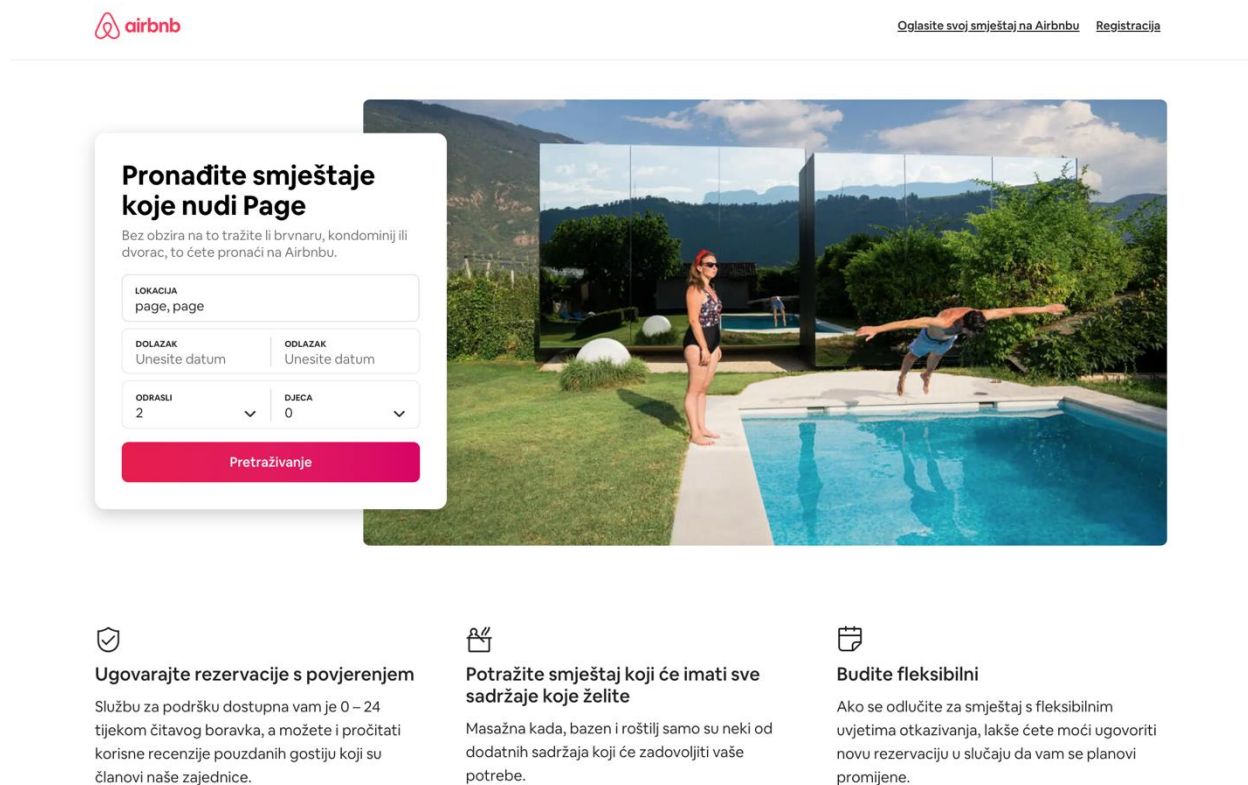 airbnb
Oglasite svoj smještaj na Airbnbu
Registracija
Pronađite smještaje
koje nudi Page
Bez obzira na to tražite li brvnaru, kondominij ili
dvorac, to ćete pronaći na Airbnbu.
LOKACIJA
page, page
DOLAZAK
Unesite datum
ODLAZAK
Unesite datum
ODRASLI
2
DJECA
0
Pretraživanje
Ugovarajte rezervacije s povjerenjem
Službu za podršku dostupna vam je 0 – 24
tijekom čitavog boravka, a možete i pročitati
korisne recenzije pouzdanih gostiju koji su
članovi naše zajednice.
Potražite smještaj koji će imati sve
sadržaje koje želite
Masažna kada, bazen i roštilj samo su neki od
dodatnih sadržaja koji će zadovoljiti vaše
potrebe.
Budite fleksibilni
Ako se odlučite za smještaj s fleksibilnim
uvjetima otkazivanja, lakše ćete moći ugovoriti
novu rezervaciju u slučaju da vam se planovi
promijene.